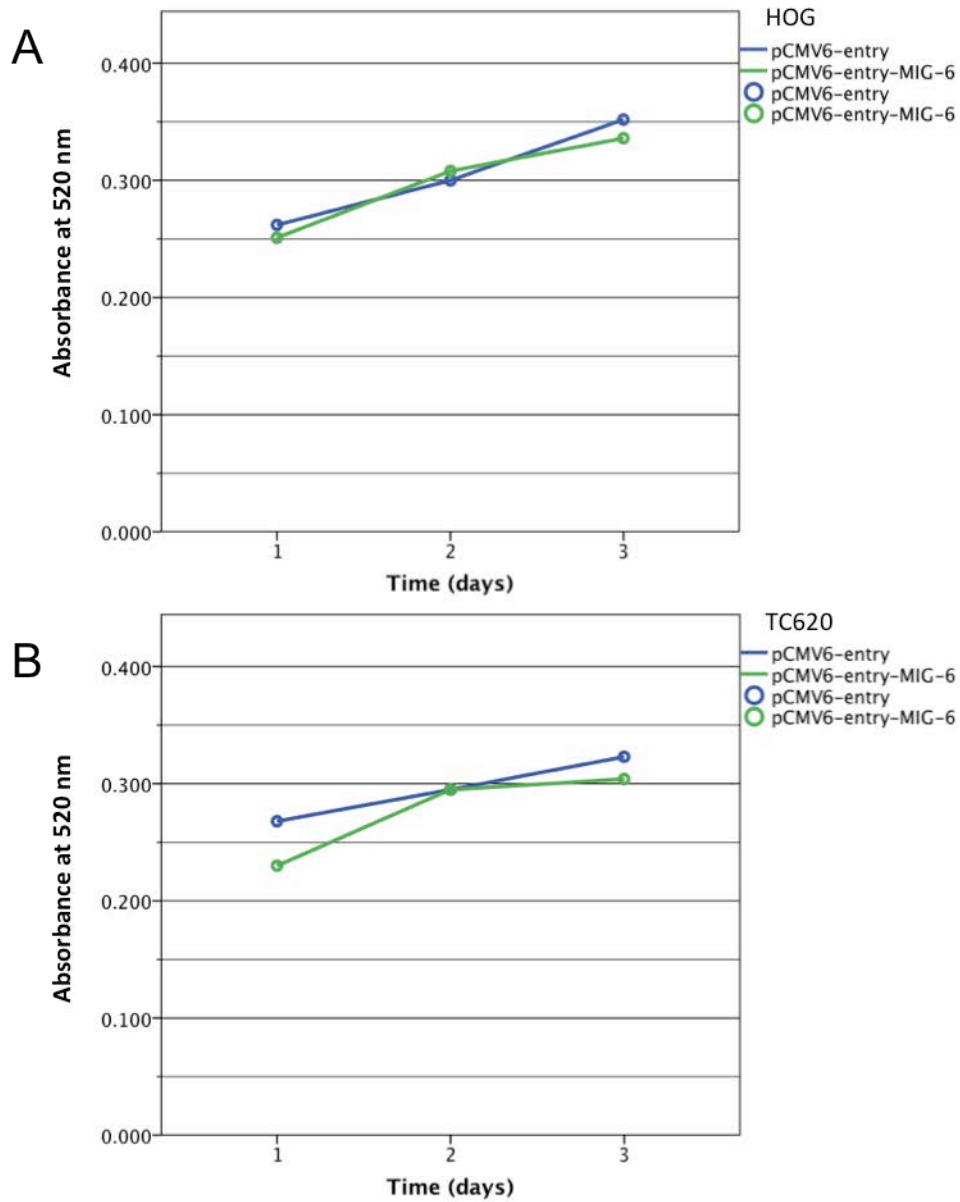 A
HOG
pCMV6-entry
pCMV6-entry-MIG-6
pCMV6-entry
pCMV6-entry-MIG-6
Absorbance at 520 nm
0.400
0.300
0.200
0.100
0.000
1 2 3
Time (days)
B
TC620
pCMV6-entry
pCMV6-entry-MIG-6
pCMV6-entry
pCMV6-entry-MIG-6
Absorbance at 520 nm
0.400
0.300
0.200
0.100
0.000
1 2 3
Time (days)